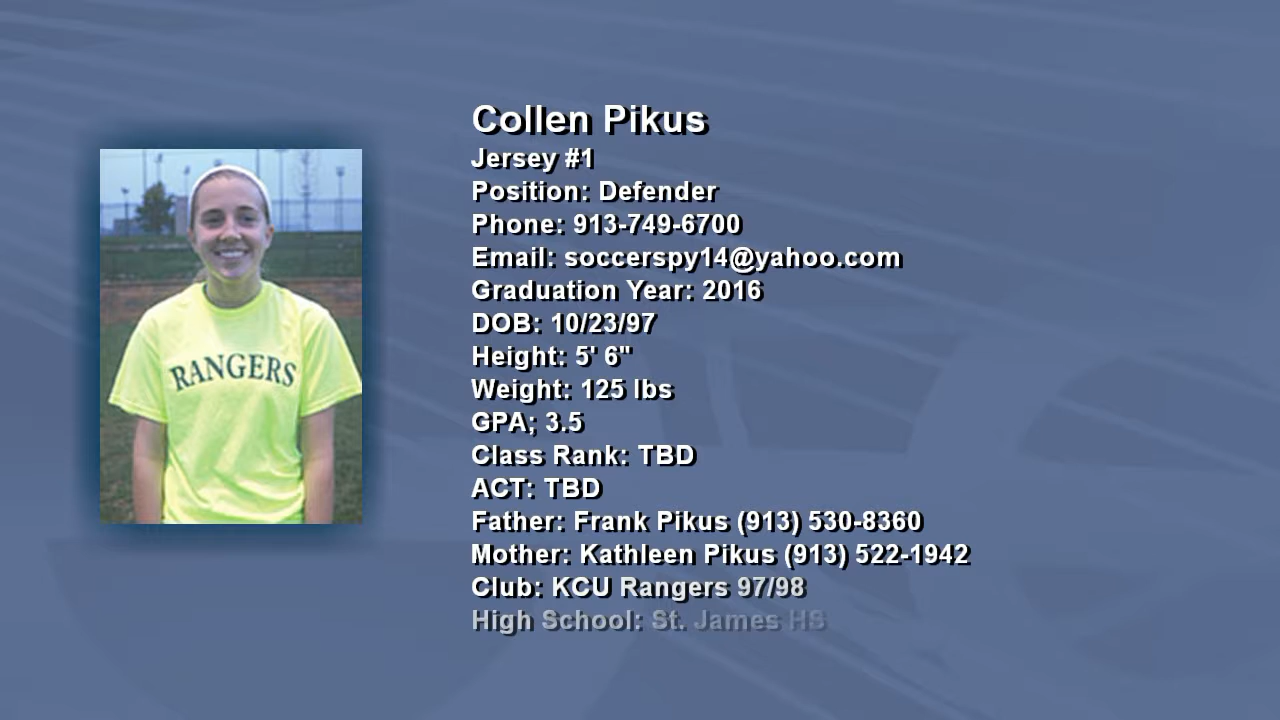 Collen Pikus
Jersey #1
Position: Defender
Phone: 913-749-6700
Email: soccerspy14@yahoo.com
Graduation Year: 2016
DOB: 10/23/97
Height: 5' 6"
Weight: 125 lbs
GPA; 3.5
Class Rank: TBD
ACT: TBD
Father: Frank Pikus (913) 530-8360
Mother: Kathleen Pikus (913) 522-1942
Club: KCU Rangers 97/98
High School: St. James HS
RANGERS